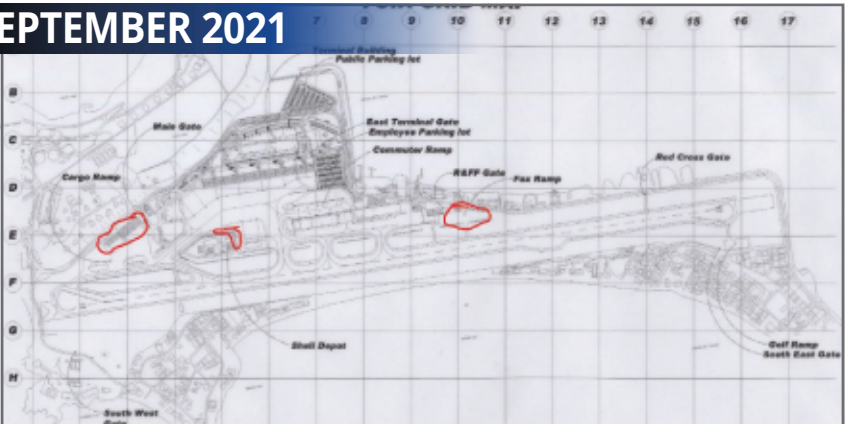 EPTEMBER 2021
7 8 9 10 11 12 13 14 15 16 17
Terminal Building
Public Parking lot
B
East Terminal Gate
Employee Parking lot
Main Gate
C
Commuter Ramp
Red Cross Gate
R&FF Gate
Fox Ramp
Cargo Ramp
D
E
F
G
Shell Depot
Golf Ramp
South East Gate
H
South West
Gate